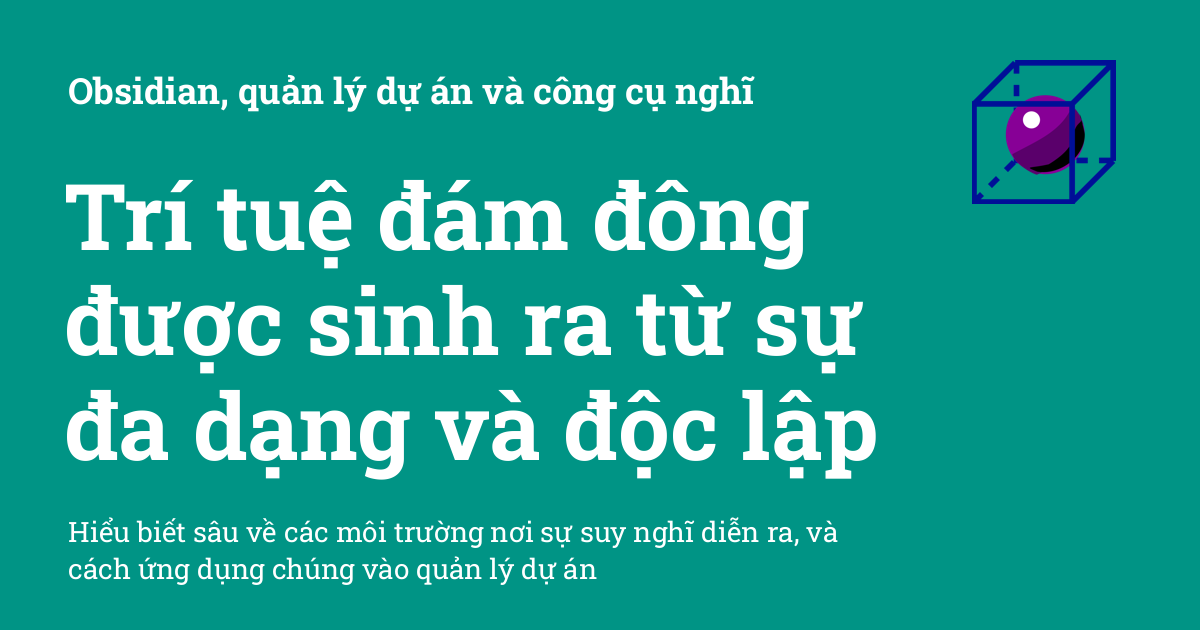 Obsidian, quản lý dự án và công cụ nghĩ
Trí tuệ đám đông
được sinh ra từ sự
đa dạng và độc lập
Hiểu biết sâu về các môi trường nơi sự suy nghĩ diễn ra, và
cách ứng dụng chúng vào quản lý dự án